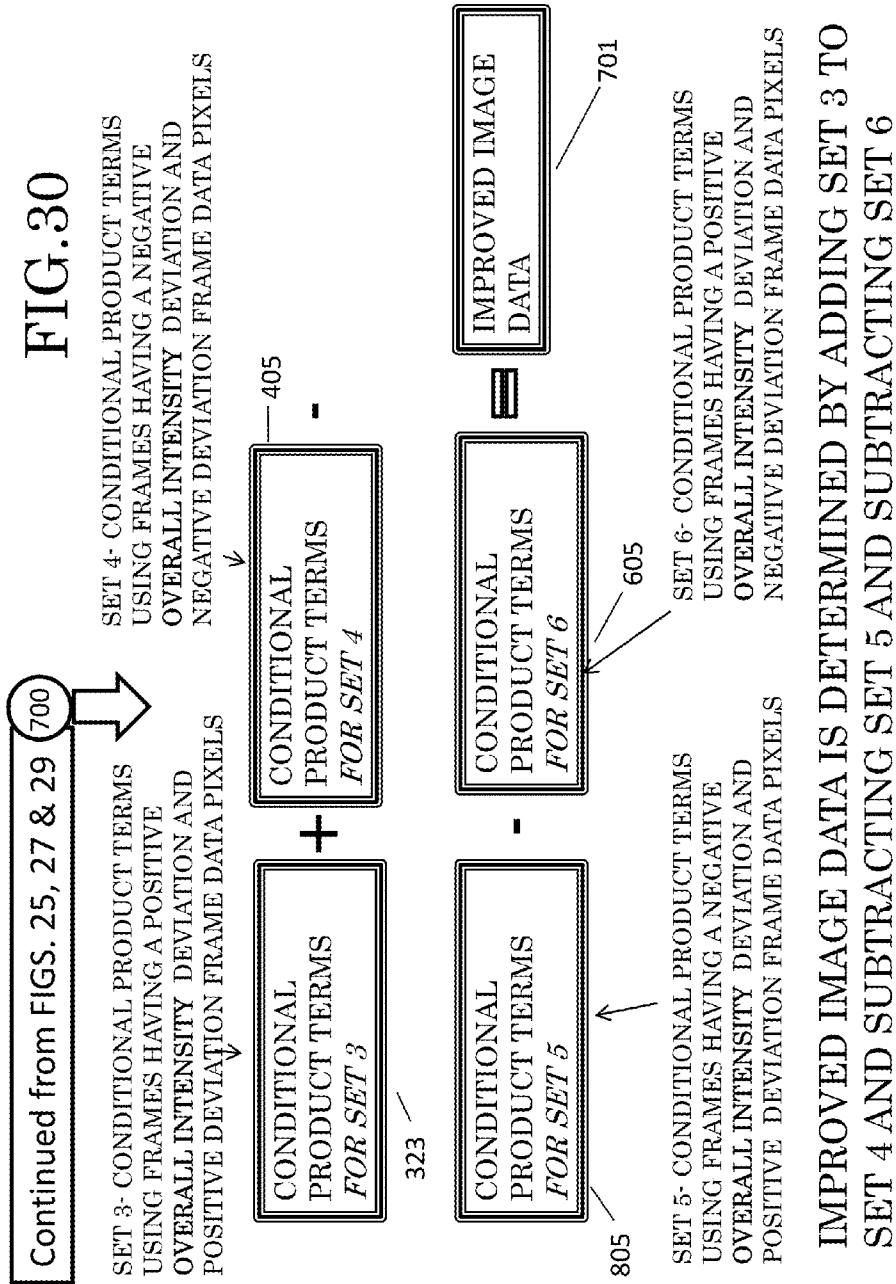 FIG.30
Continued from FIGS. 25, 27 & 29
700
SET 3- CONDITIONAL PRODUCT TERMS
USING FRAMES HAVING A POSITIVE
OVERALL INTENSITY DEVIATION AND
POSITIVE DEVIATION FRAME DATA PIXELS
SET 4- CONDITIONAL PRODUCT TERMS
USING FRAMES HAVING A NEGATIVE
OVERALL INTENSITY DEVIATION AND
NEGATIVE DEVIATION FRAME DATA PIXELS
CONDITIONAL
PRODUCT TERMS
FOR SET 3
323
+
CONDITIONAL
PRODUCT TERMS
FOR SET 4
405
-
CONDITIONAL
PRODUCT TERMS
FOR SET 5
805
-
CONDITIONAL
PRODUCT TERMS
FOR SET 6
605
=
IMPROVED IMAGE
DATA
701
SET 5- CONDITIONAL PRODUCT TERMS
USING FRAMES HAVING A NEGATIVE
OVERALL INTENSITY DEVIATION AND
POSITIVE DEVIATION FRAME DATA PIXELS
SET 6- CONDITIONAL PRODUCT TERMS
USING FRAMES HAVING A POSITIVE
OVERALL INTENSITY DEVIATION AND
NEGATIVE DEVIATION FRAME DATA PIXELS
IMPROVED IMAGE DATA IS DETERMINED BY ADDING SET 3 TO
SET 4 AND SUBTRACTING SET 5 AND SUBTRACTING SET 6